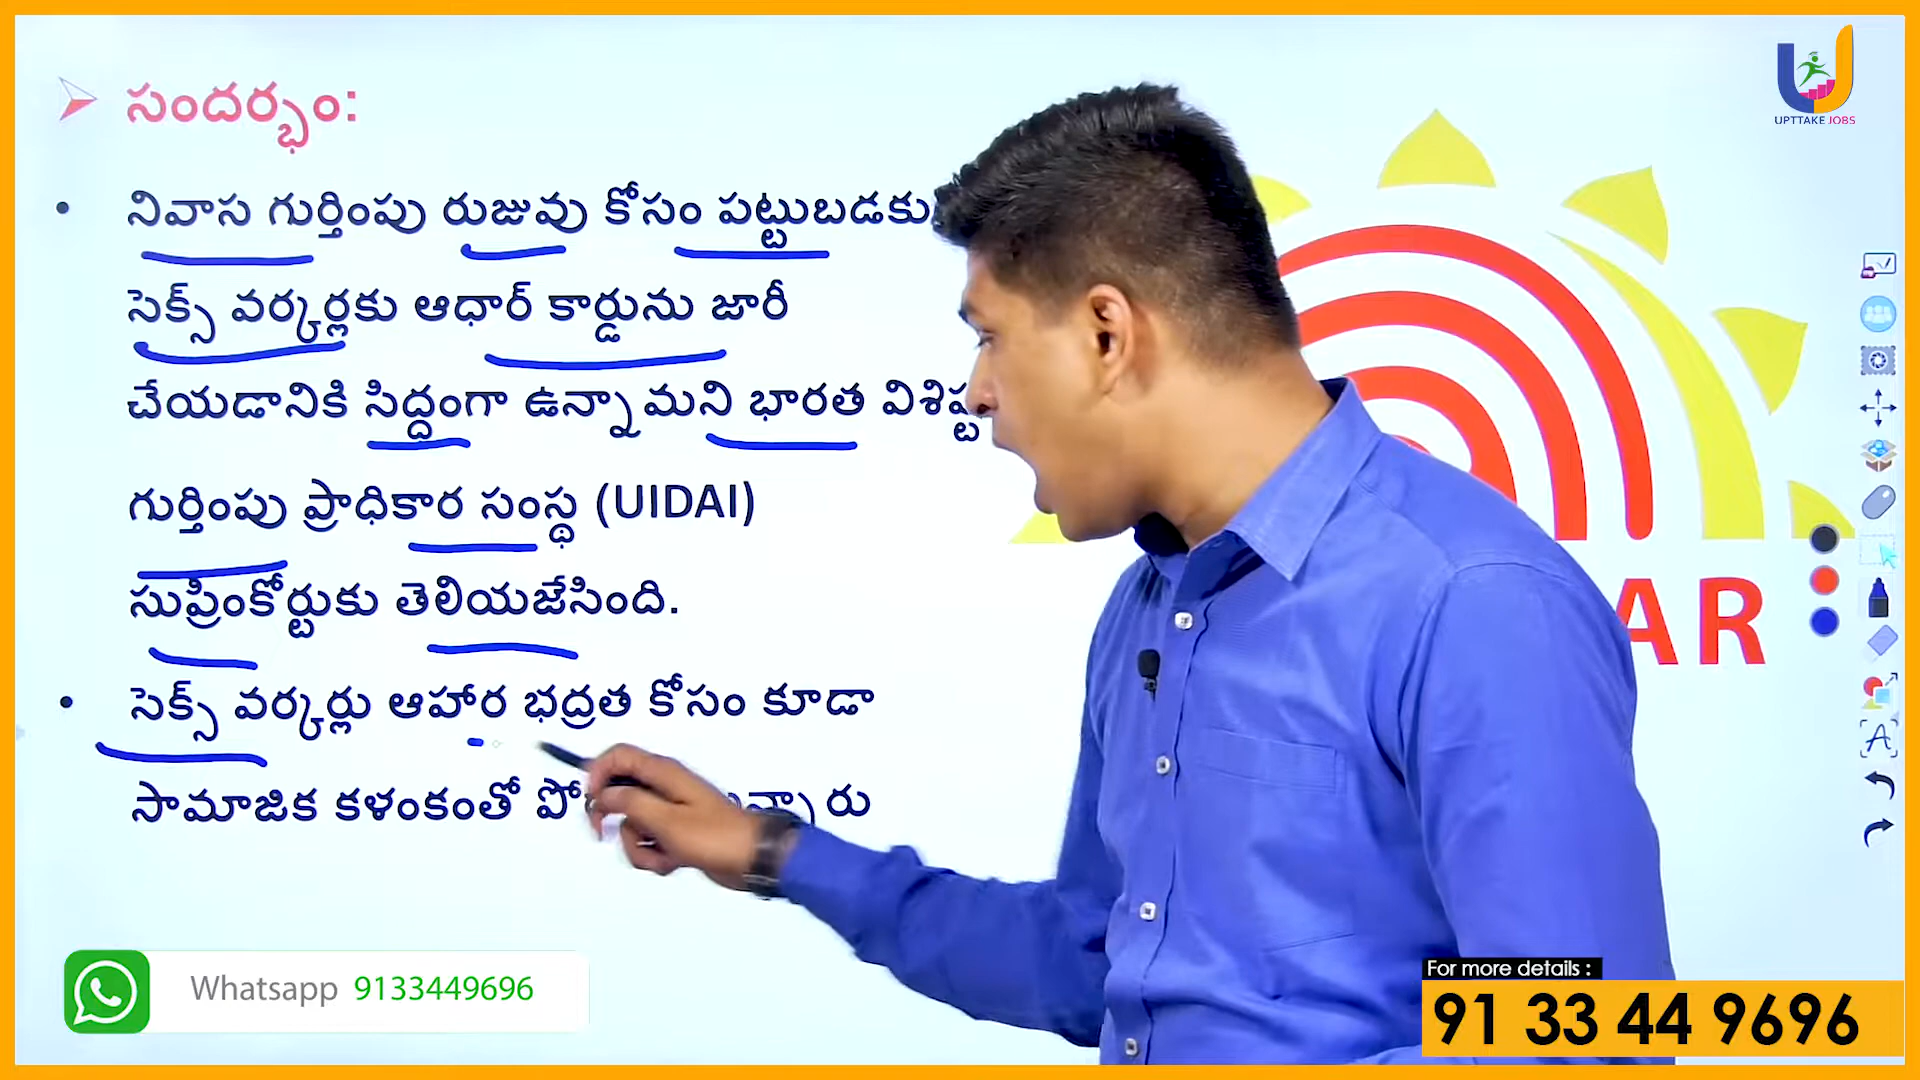 సందర్భం:
నివాస గుర్తింపు రుజువు కోసం పట్టుబడకుండా
సెక్స్ వర్కర్లకు ఆధార్ కార్డును జారీ
చేయడానికి సిద్ధంగా ఉన్నామని భారత విశిష్ట
గుర్తింపు ప్రాధికార సంస్థ (UIDAI)
సుప్రింకోర్టుకు తెలియజేసింది.
సెక్స్ వర్కర్లు ఆహార భద్రత కోసం కూడా
సామాజిక కళంకంతో
UPTTAKE JOBS
AR
Whatsapp 9133449696
For more details :
91 33 44 9696